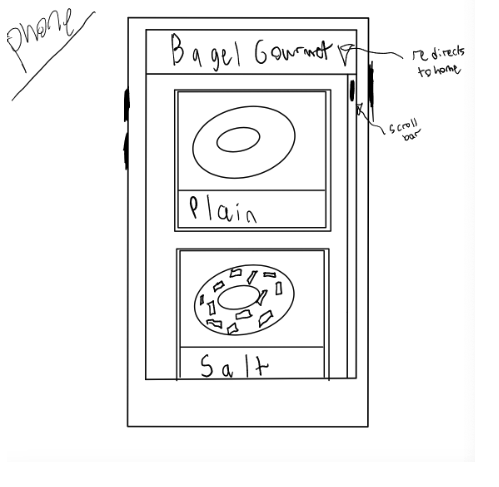 phone
Bagel Gourmet
redirects
to home
scroll
bar
Plain
Salt